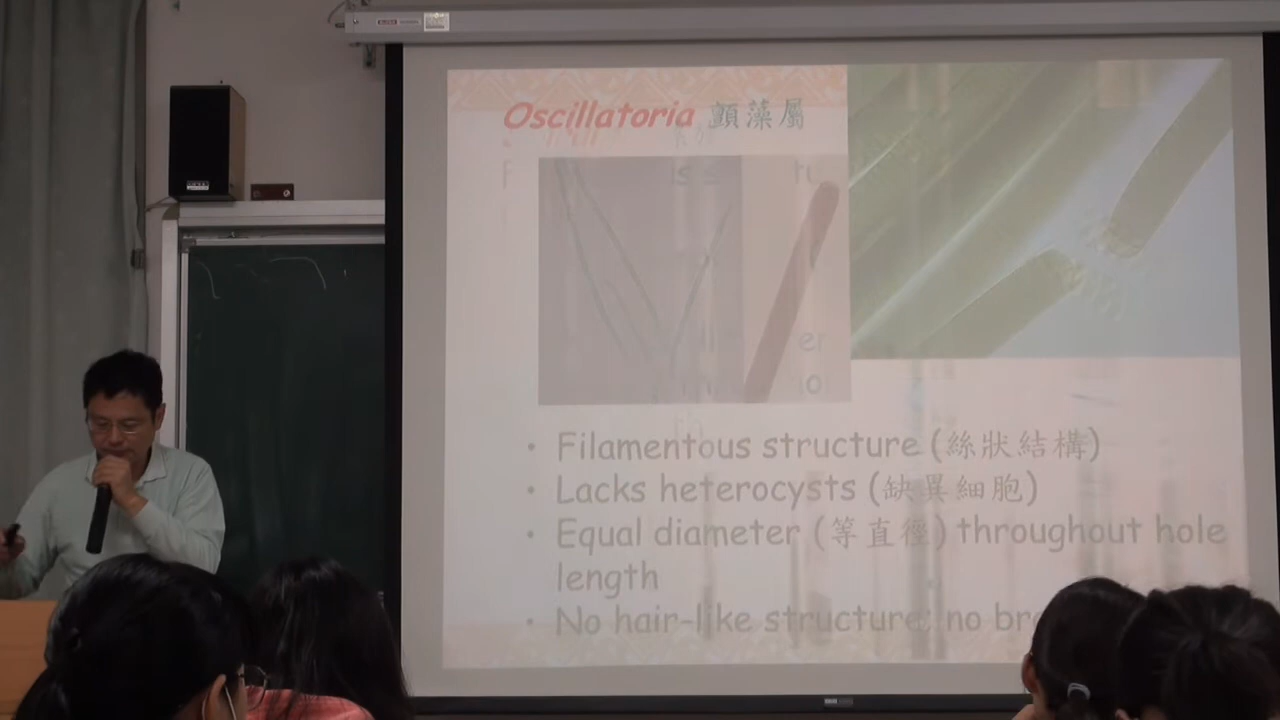 Oscillatoria 顫藻屬
• Filamentous structure (絲狀結構)
• Lacks heterocysts (缺異細胞)
• Equal diameter (等直徑) throughout hole
length
• No hair-like structure; no